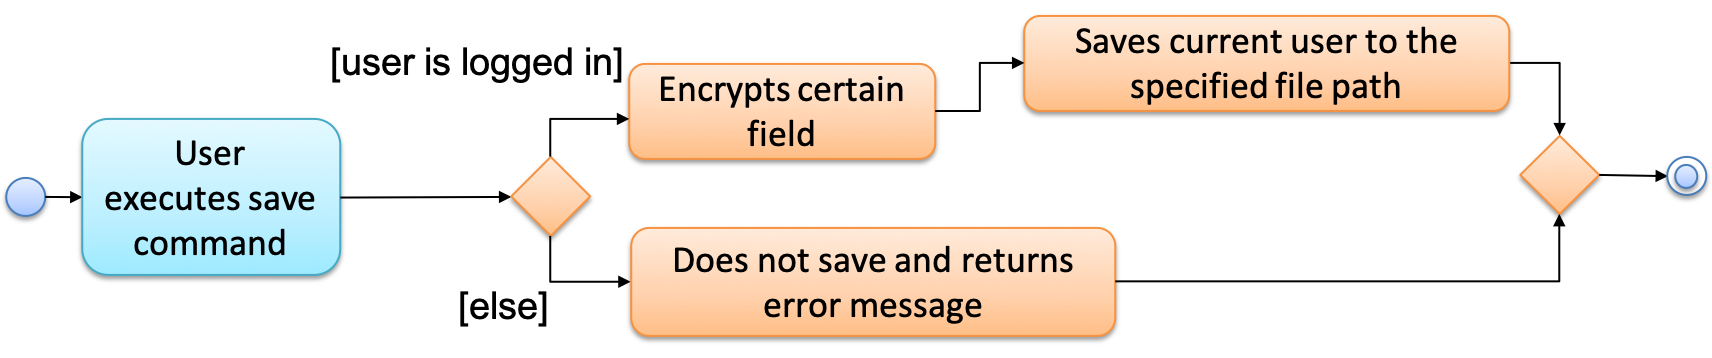 User
executes save
command
[user is logged in]
Encrypts certain
field
Saves current user to the
specified file path
[else]
Does not save and returns
error message